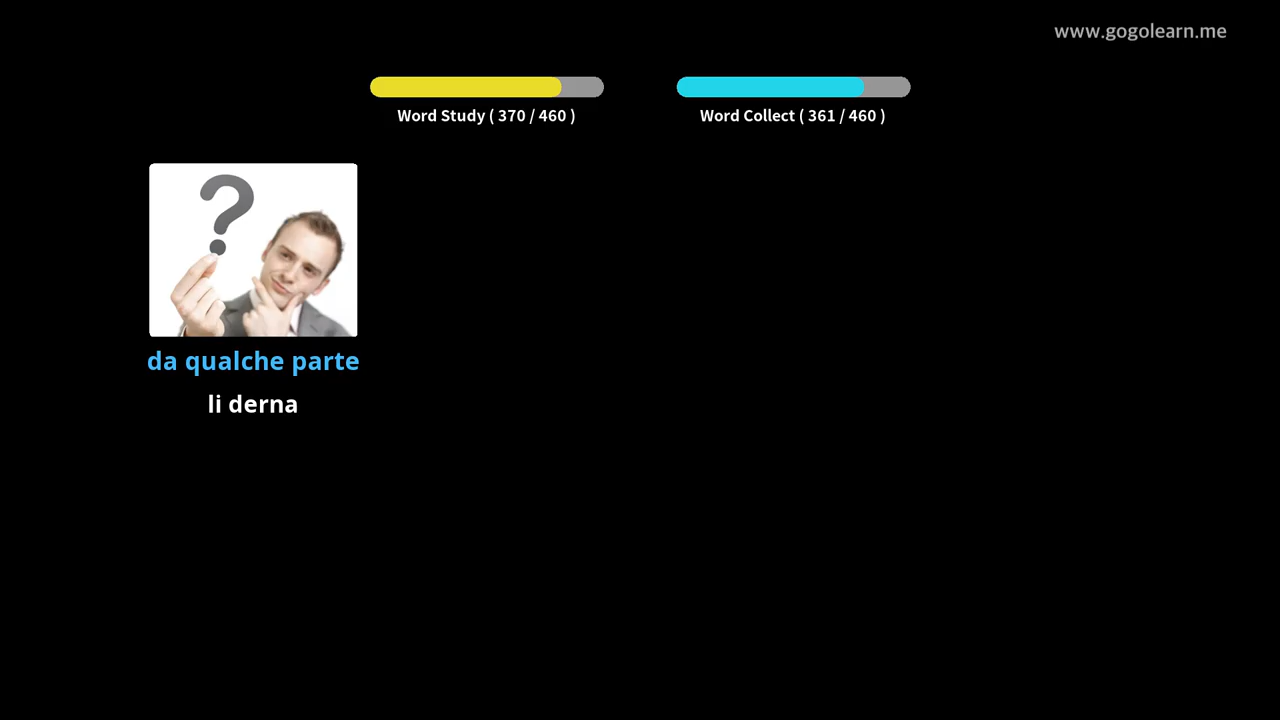 www.gogolearn.me
Word Study ( 370 / 460 )
Word Collect ( 361 / 460 )
da qualche parte
li derna